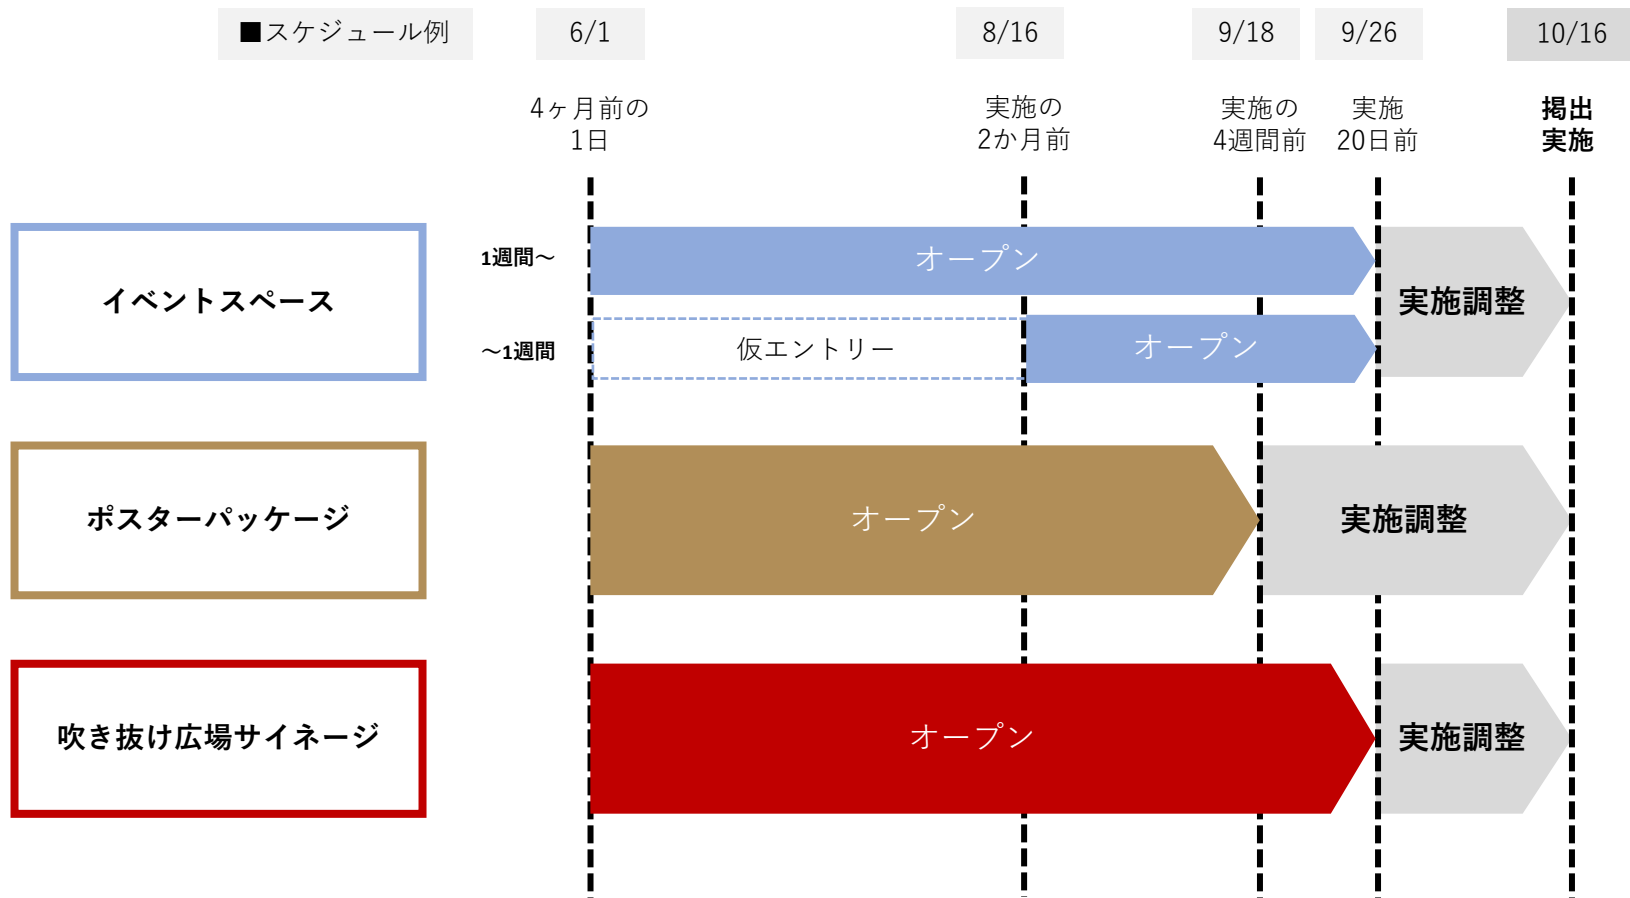 ■スケジュール例
6/1
8/16
9/18
9/26
10/16
4ヶ月前の
1日
実施の
2か月前
実施の
4週間前
実施
20日前
掲出
実施
イベントスペース
1週間～
オープン
実施調整
～1週間
仮エントリー
オープン
ポスターパッケージ
オープン
実施調整
吹き抜け広場サイネージ
オープン
実施調整